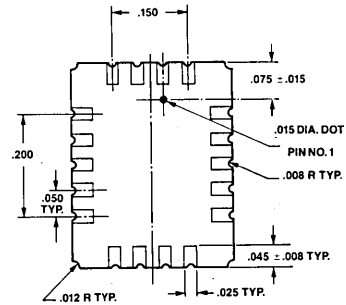 .150
.075 ±.015
.015 DIA. DOT
PIN NO. 1
.200
.008 R TYP.
.050
TYP.
.045 ±.008 TYP.
.025 TYP.
.012 R TYP.